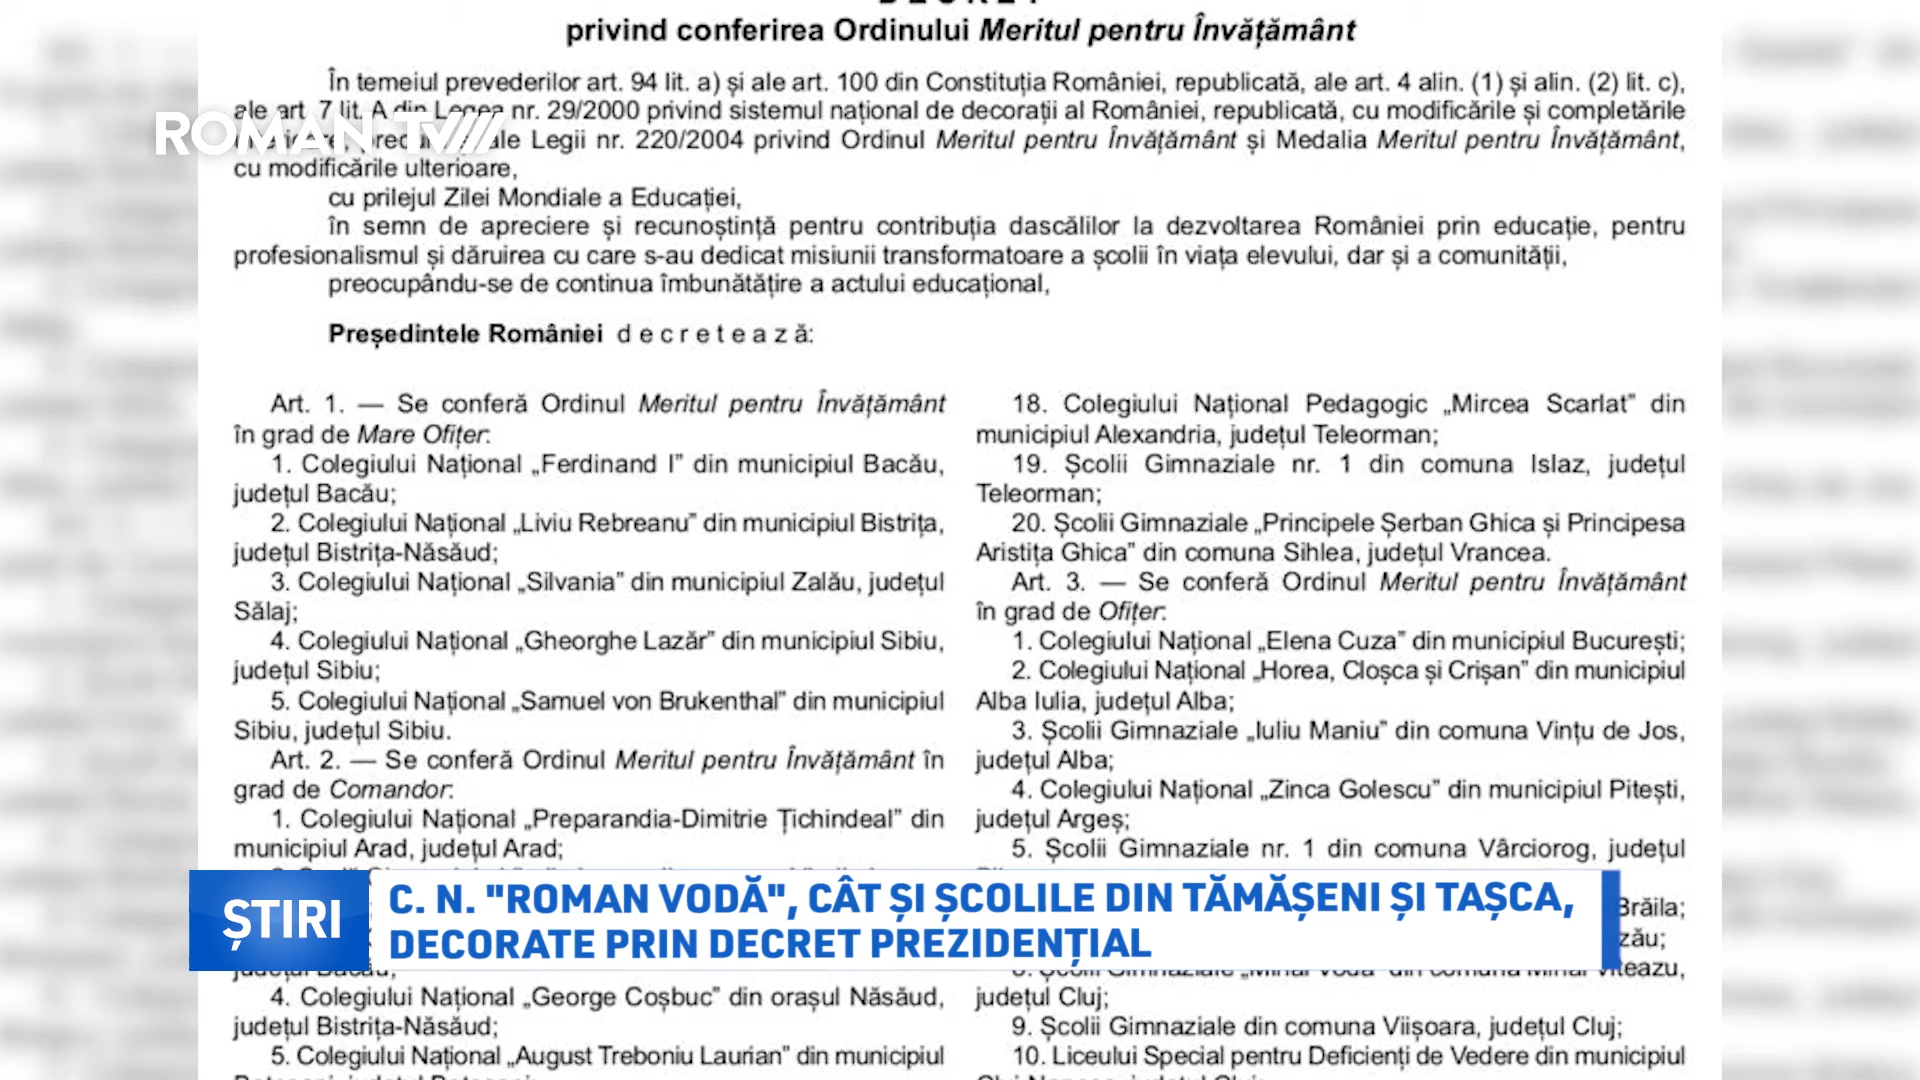 privind conferirea Ordinului Meritul pentru Învățământ
În temeiul prevederilor art. 94 lit. a) și ale art. 100 din Constituția României, republicată, ale art. 4 alin. (1) și alin. (2) lit. c),
ale art. 7 lit. A din Legea nr. 29/2000 privind sistemul național de decorații al României, republicată, cu modificările și completările
ale Legii nr. 220/2004 privind Ordinul Meritul pentru Învățământ și Medalia Meritul pentru Învățământ,
cu modificările ulterioare,
ROMAN TV
cu prilejul Zilei Mondiale a Educației,
în semn de apreciere și recunoștință pentru contribuția dascălilor la dezvoltarea României prin educație, pentru
profesionalismul și dăruirea cu care s-au dedicat misiunii transformatoare a școlii în viața elevului, dar și a comunității,
preocupându-se de continua îmbunătățire a actului educațional,
Președintele României d e c r e t e a z ă:
Art. 1. — Se conferă Ordinul Meritul pentru Învățământ
în grad de Mare Ofițer:
1. Colegiului Național „Ferdinand I” din municipiul Bacău,
județul Bacău;
2. Colegiului Național „Liviu Rebreanu” din municipiul Bistrița,
județul Bistrița-Năsăud;
3. Colegiului Național „Silvania” din municipiul Zalău, județul
Sălaj;
4. Colegiului Național „Gheorghe Lazăr” din municipiul Sibiu,
județul Sibiu;
5. Colegiului Național „Samuel von Brukenthal” din municipiul
Sibiu, județul Sibiu.
Art. 2. — Se conferă Ordinul Meritul pentru Învățământ în
grad de Comandor:
1. Colegiului Național „Preparandia-Dimitrie Țichindeal” din
municipiul Arad, județul Arad;
județul Bacău;
4. Colegiului Național „George Coșbuc” din orașul Năsăud,
județul Bistrița-Năsăud;
5. Colegiului Național „August Treboniu Laurian” din municipiul
18. Colegiului Național Pedagogic „Mircea Scarlat” din
municipiul Alexandria, județul Teleorman;
19. Școlii Gimnaziale nr. 1 din comuna Islaz, județul
Teleorman;
20. Școlii Gimnaziale „Principele Șerban Ghica și Principesa
Aristița Ghica” din comuna Sihlea, județul Vrancea.
Art. 3. — Se conferă Ordinul Meritul pentru Învățământ
în grad de Ofițer:
1. Colegiului Național „Elena Cuza” din municipiul București;
2. Colegiului Național „Horea, Cloșca și Crișan” din municipiul
Alba Iulia, județul Alba;
3. Școlii Gimnaziale „Iuliu Maniu” din comuna Vințu de Jos,
județul Alba;
4. Colegiului Național „Zinca Golescu” din municipiul Pitești,
județul Argeș;
5. Școlii Gimnaziale nr. 1 din comuna Vârciorog, județul
Brăila;
județul Cluj;
9. Școlii Gimnaziale din comuna Viișoara, județul Cluj;
10. Liceului Special pentru Deficienți de Vedere din municipiul
ȘTIRI
C. N. "ROMAN VODĂ", CÂT ȘI ȘCOLILE DIN TĂMĂȘENI ȘI TAȘCA,
DECORATE PRIN DECRET PREZIDENȚIAL